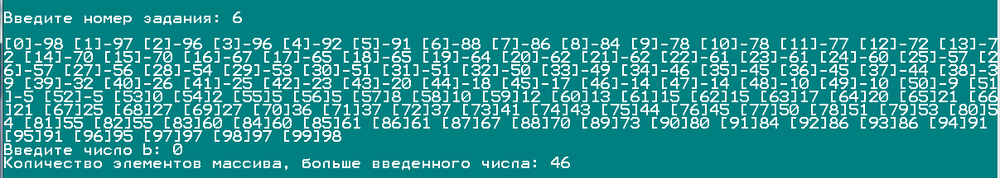 Введите номер задания: 6
[0]-98 [1]-97 [2]-96 [3]-96 [4]-92 [5]-91 [6]-88 [7]-86 [8]-84 [9]-78 [10]-78 [11]-77 [12]-72 [13]-7
2 [14]-70 [15]-70 [16]-67 [17]-65 [18]-65 [19]-64 [20]-62 [21]-62 [22]-61 [23]-61 [24]-60 [25]-57 [2
6]-57 [27]-56 [28]-54 [29]-53 [30]-51 [31]-51 [32]-50 [33]-49 [34]-46 [35]-45 [36]-45 [37]-44 [38]-3
9 [39]-32 [40]-26 [41]-25 [42]-23 [43]-20 [44]-18 [45]-17 [46]-14 [47]-14 [48]-10 [49]-10 [50]-9 [51
]-5 [52]-5 [53]0 [54]2 [55]5 [56]5 [57]8 [58]10 [59]12 [60]13 [61]15 [62]15 [63]17 [64]20 [65]21 [66
]21 [67]25 [68]27 [69]27 [70]36 [71]37 [72]37 [73]41 [74]43 [75]44 [76]45 [77]50 [78]51 [79]53 [80]5
4 [81]55 [82]55 [83]60 [84]60 [85]61 [86]61 [87]67 [88]70 [89]73 [90]80 [91]84 [92]86 [93]86 [94]91
[95]91 [96]95 [97]97 [98]97 [99]98
Введите число b: 0
Количество элементов массива, больше введенного числа: 46